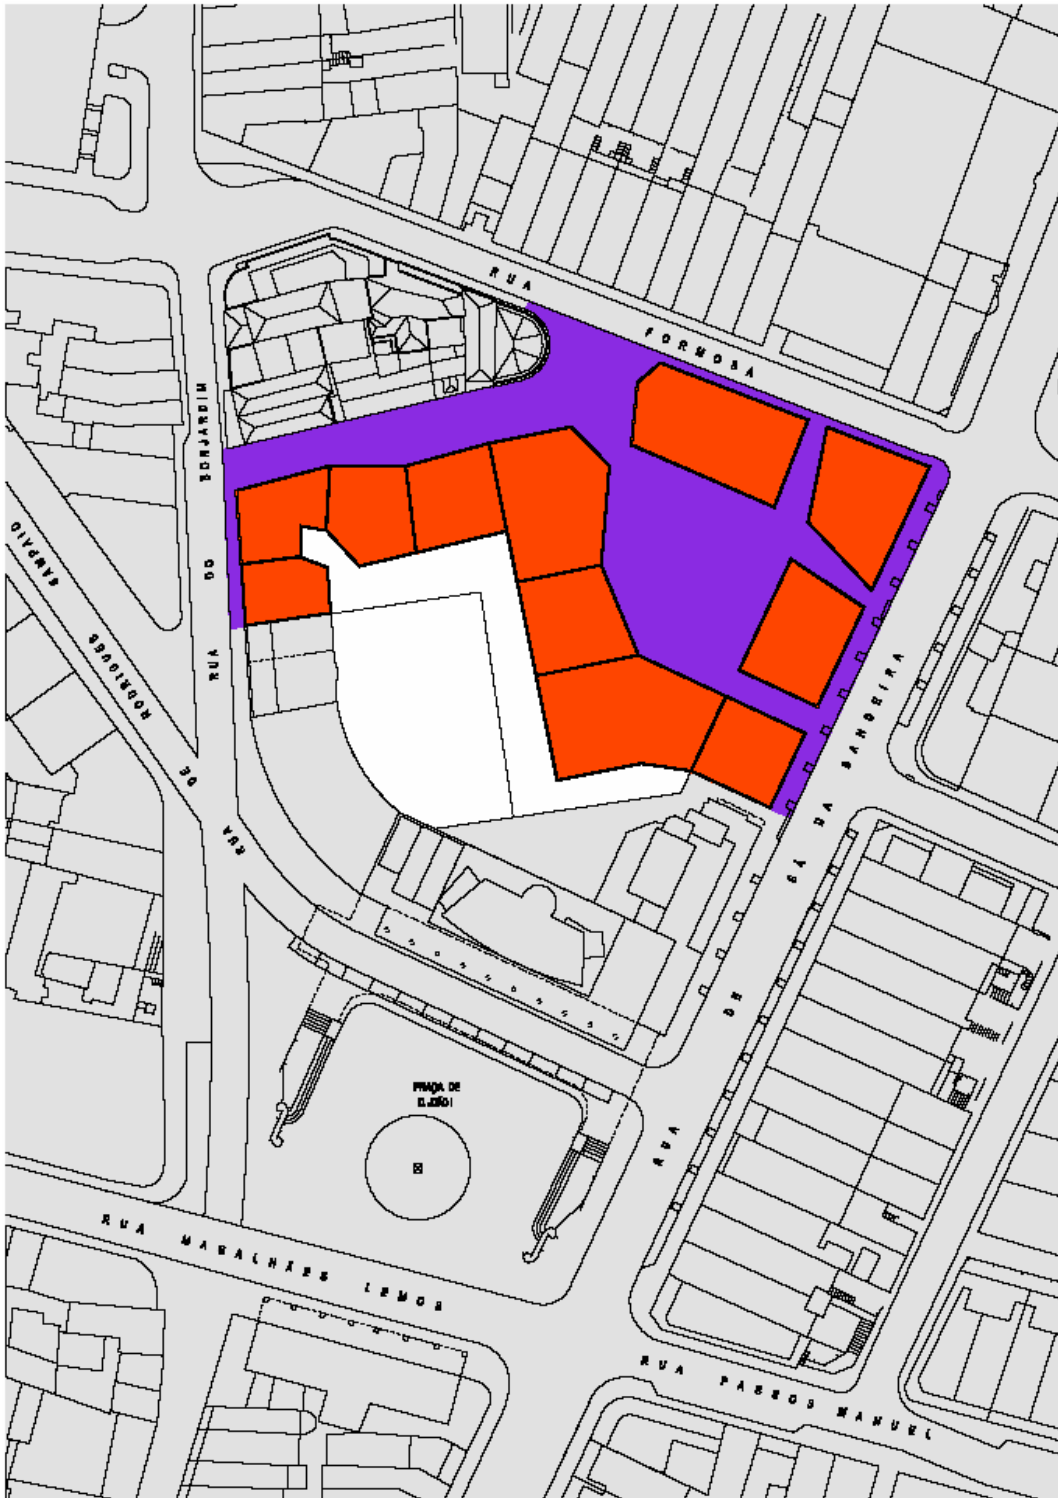 RUA
FORMOSA
RUA DO BONJARDIM
RUA DE RODRIGUES SAMPAIO
RUA DE SÁ DA BANDEIRA
PRAÇA DE
D. JOÃO I
RUA MAGALHÃES LEMOS
RUA PASSOS MANUEL